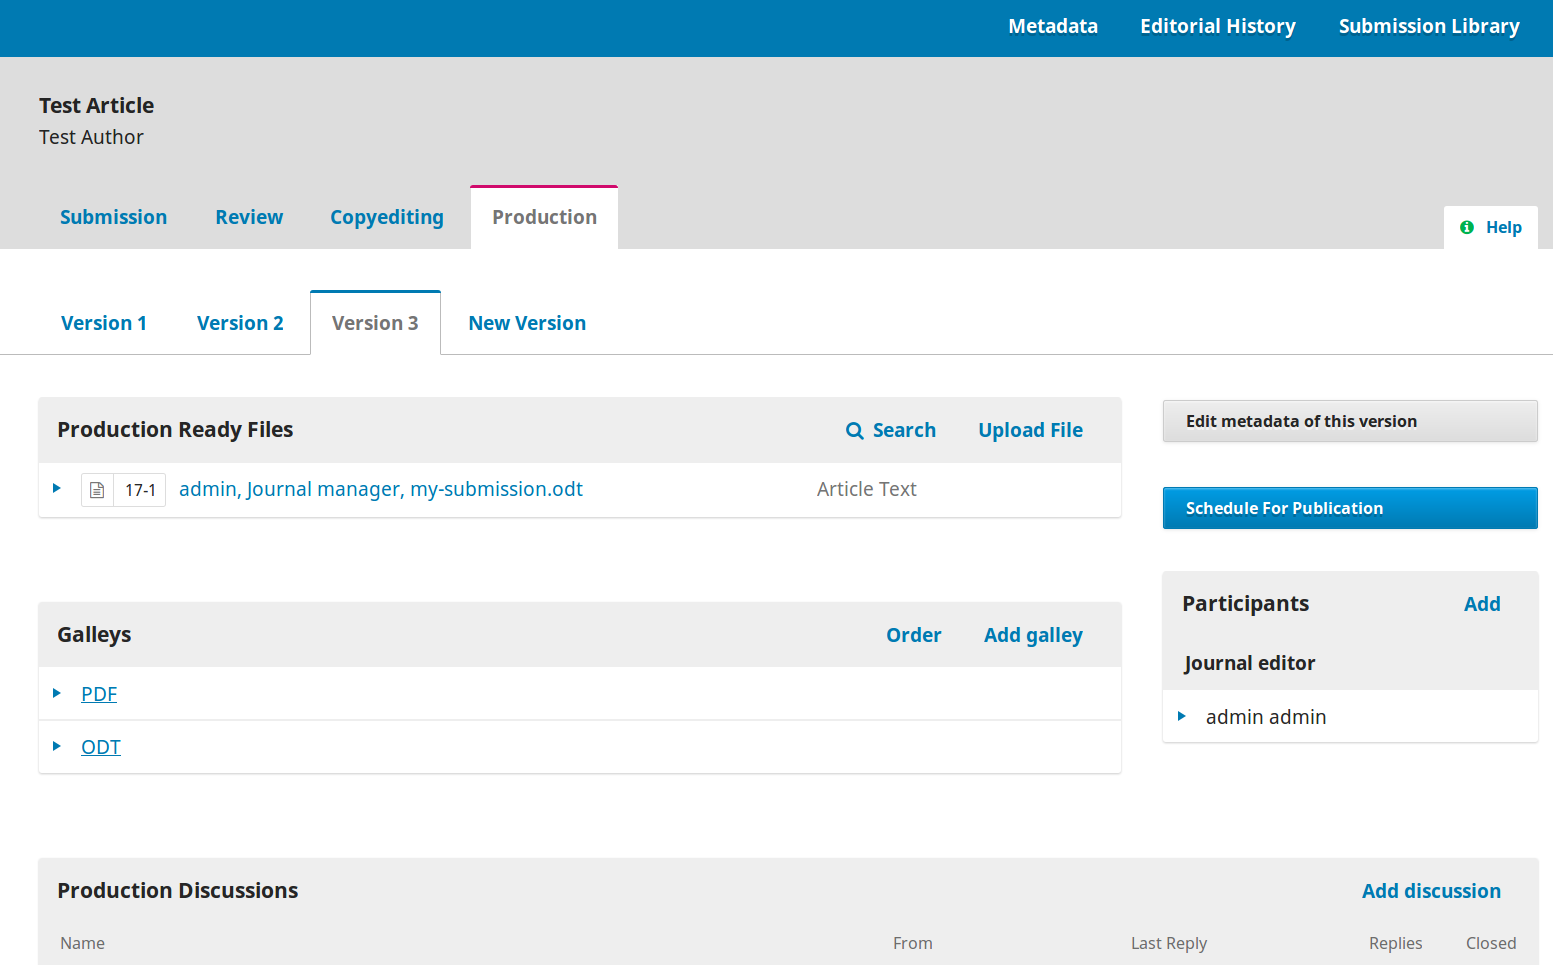 Metadata Editorial History Submission Library
Test Article
Test Author
Submission Review Copyediting Production
Help
Version 1 Version 2 Version 3 New Version
Production Ready Files Search Upload File
17-1 admin, Journal manager, my-submission.odt Article Text
Edit metadata of this version
Schedule For Publication
Galleys Order Add galley
PDF
ODT
Participants Add
Journal editor
admin admin
Production Discussions Add discussion
Name From Last Reply Replies Closed